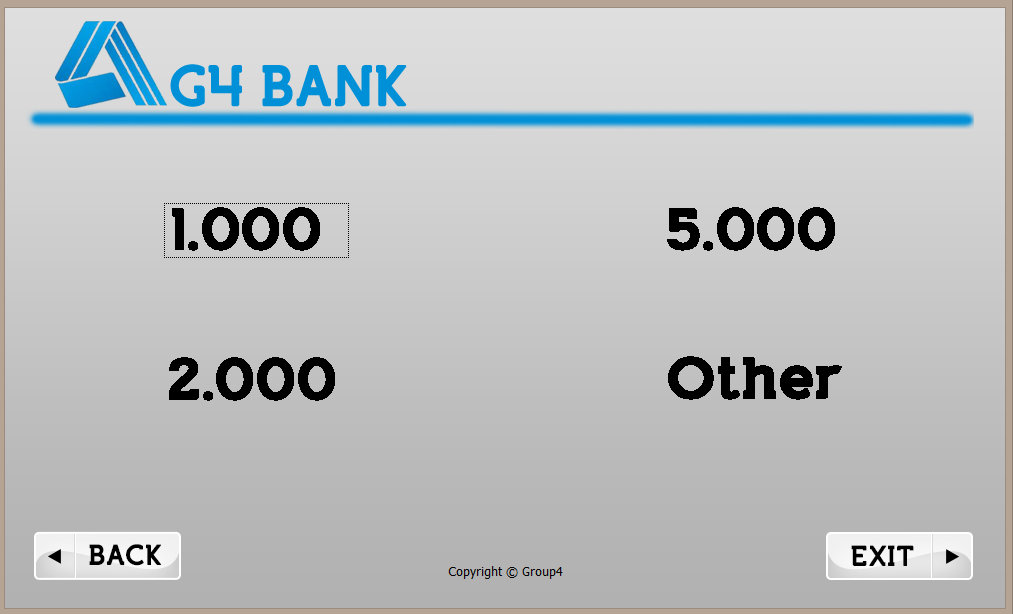 G4 BANK
1.000
5.000
2.000
Other
BACK
EXIT
Copyright © Group4